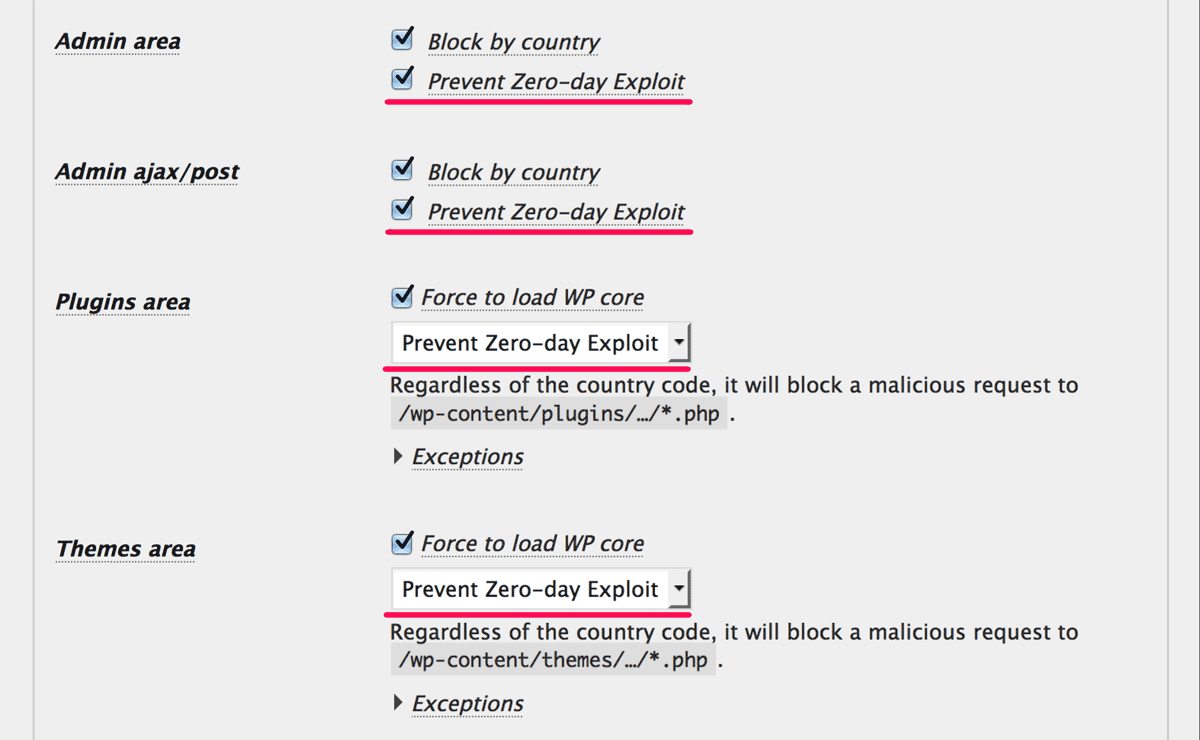 Admin area
Block by country
Prevent Zero-day Exploit
Admin ajax/post
Block by country
Prevent Zero-day Exploit
Plugins area
Force to load WP core
Prevent Zero-day Exploit
Regardless of the country code, it will block a malicious request to
/wp-content/plugins/…/*.php .
Exceptions
Themes area
Force to load WP core
Prevent Zero-day Exploit
Regardless of the country code, it will block a malicious request to
/wp-content/themes/…/*.php .
Exceptions